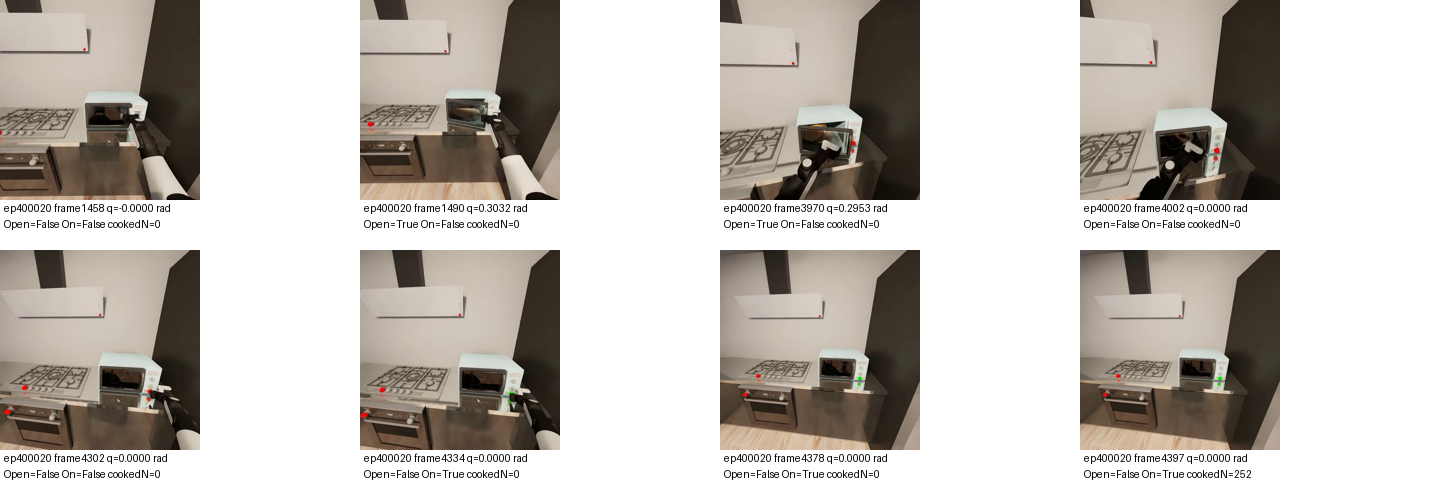 ep400020 frame1458 q=-0.0000 rad
Open=False On=False cookedN=0
ep400020 frame1490 q=0.3032 rad
Open=True On=False cookedN=0
ep400020 frame3970 q=0.2953 rad
Open=True On=False cookedN=0
ep400020 frame4002 q=0.0000 rad
Open=False On=False cookedN=0
ep400020 frame4302 q=0.0000 rad
Open=False On=False cookedN=0
ep400020 frame4334 q=0.0000 rad
Open=False On=True cookedN=0
ep400020 frame4378 q=0.0000 rad
Open=False On=True cookedN=0
ep400020 frame4397 q=0.0000 rad
Open=False On=True cookedN=252